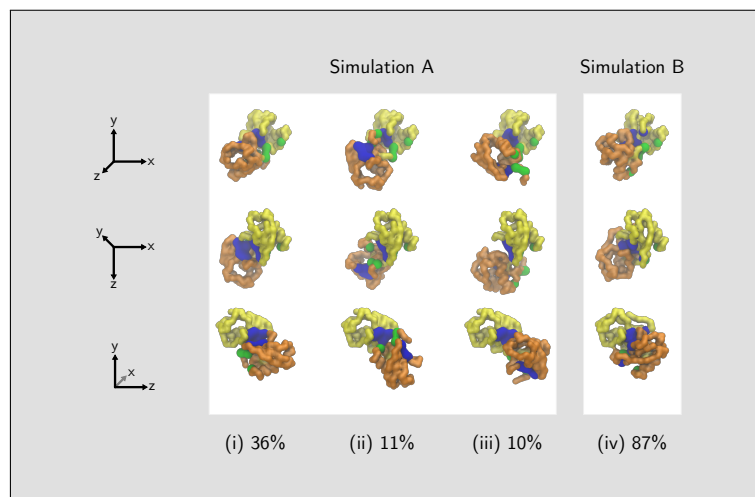 Simulation A
Simulation B
y
x
z
y
x
z
y
x
z
(i) 36%
(ii) 11%
(iii) 10%
(iv) 87%